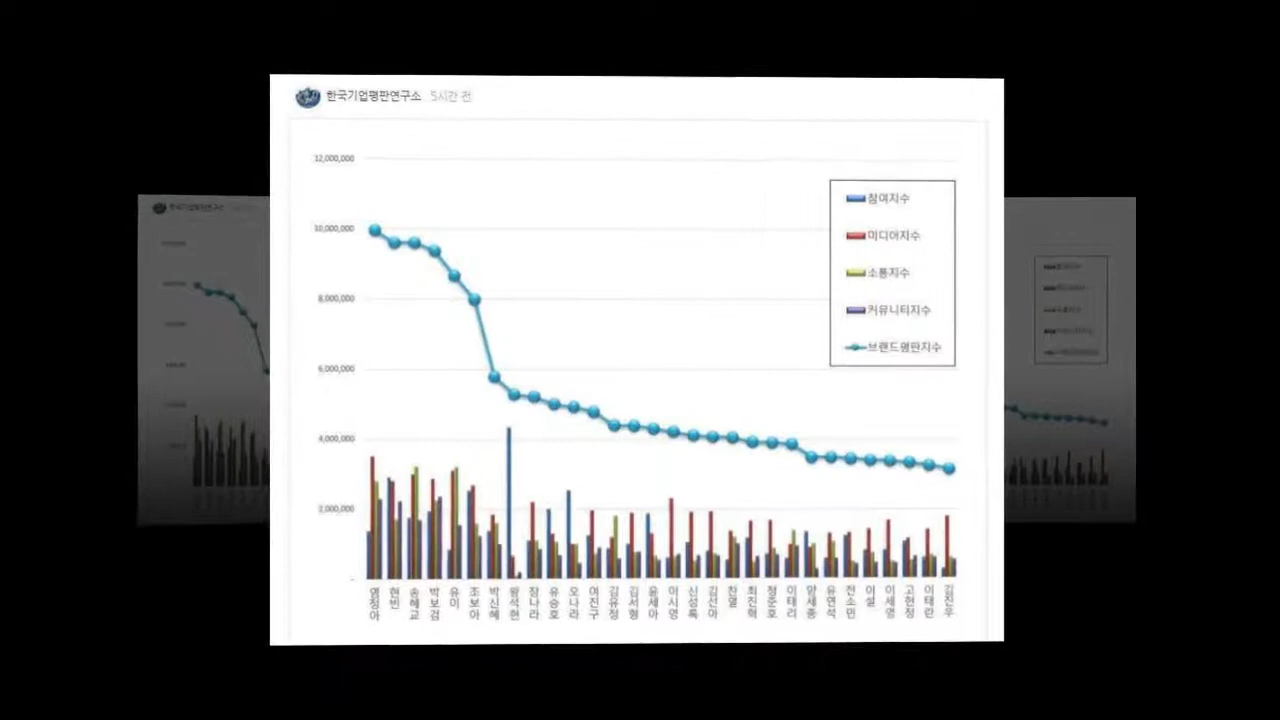 한국기업평판연구소 5시간 전
12,000,000
10,000,000
8,000,000
6,000,000
4,000,000
2,000,000
-
참여지수
미디어지수
소통지수
커뮤니티지수
브랜드평판지수
염정아
현빈
송혜교
박보검
유이
조보아
박신혜
왕석현
장나라
유승호
오나라
여진구
김유정
김서형
윤세아
이시영
신성록
김선아
찬열
최진혁
정준호
이태리
양세종
유연석
전소민
이설
이세영
고현정
이태란
김진우